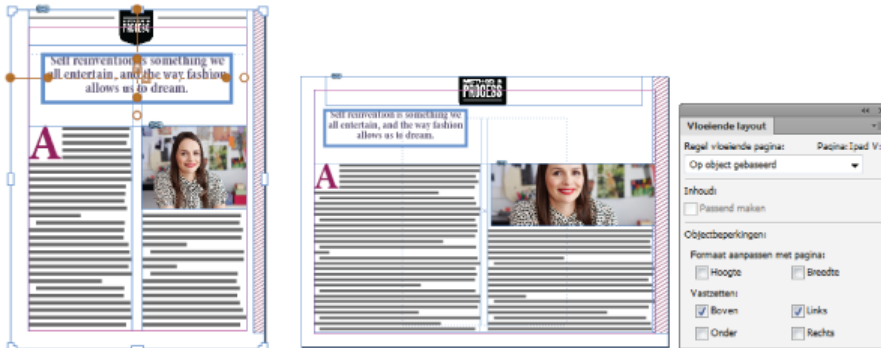 PROCESS
Self reinvention is something we
all entertain, and the way fashion
allows us to dream.
A
METHOD &
PROCESS
Self reinvention is something we
all entertain, and the way fashion
allows us to dream.
A
Vloeiende layout
Regel vloeiende pagina: Pagina: Ipad V:
Op object gebaseerd
Inhoud:
Passend maken
Objectbeperkingen:
Formaat aanpassen met pagina:
Hoogte Breedte
Vastzetten:
Boven Links
Onder Rechts